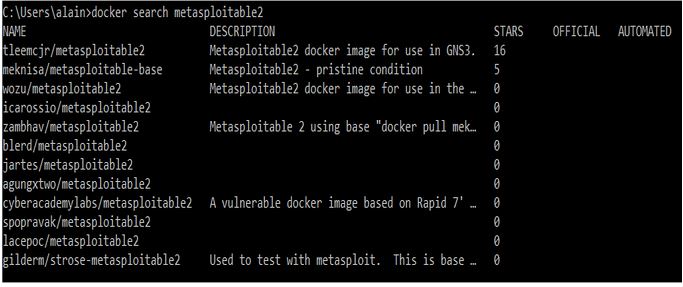 C:\Users\alain>docker search metasploitable2
NAME DESCRIPTION STARS OFFICIAL AUTOMATED
tleemcjr/metasploitable2 Metasploitable2 docker image for use in GNS3. 16
meknisa/metasploitable-base Metasploitable2 - pristine condition 5
wozu/metasploitable2 Metasploitable2 docker image for use in the … 0
icarossio/metasploitable2 0
zambhav/metasploitable2 Metasploitable 2 using base "docker pull mek… 0
blerd/metasploitable2 0
jartes/metasploitable2 0
agungxtwo/metasploitable2 0
cyberacademylabs/metasploitable2 A vulnerable docker image based on Rapid 7' … 0
spopravak/metasploitable2 0
lacepoc/metasploitable2 0
gilderm/strose-metasploitable2 Used to test with metasploit. This is base … 0